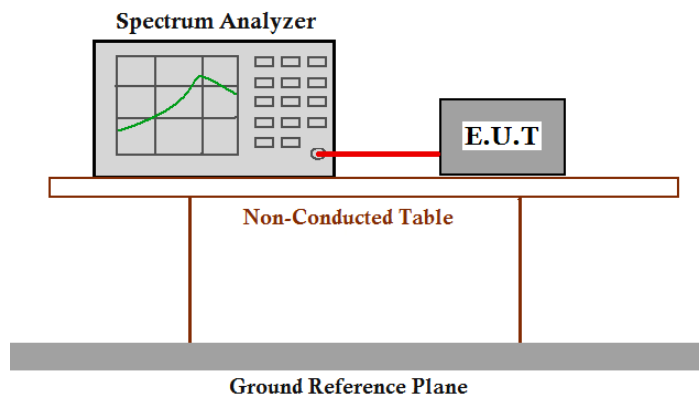 Spectrum Analyzer
E.U.T
Non-Conducted Table
Ground Reference Plane